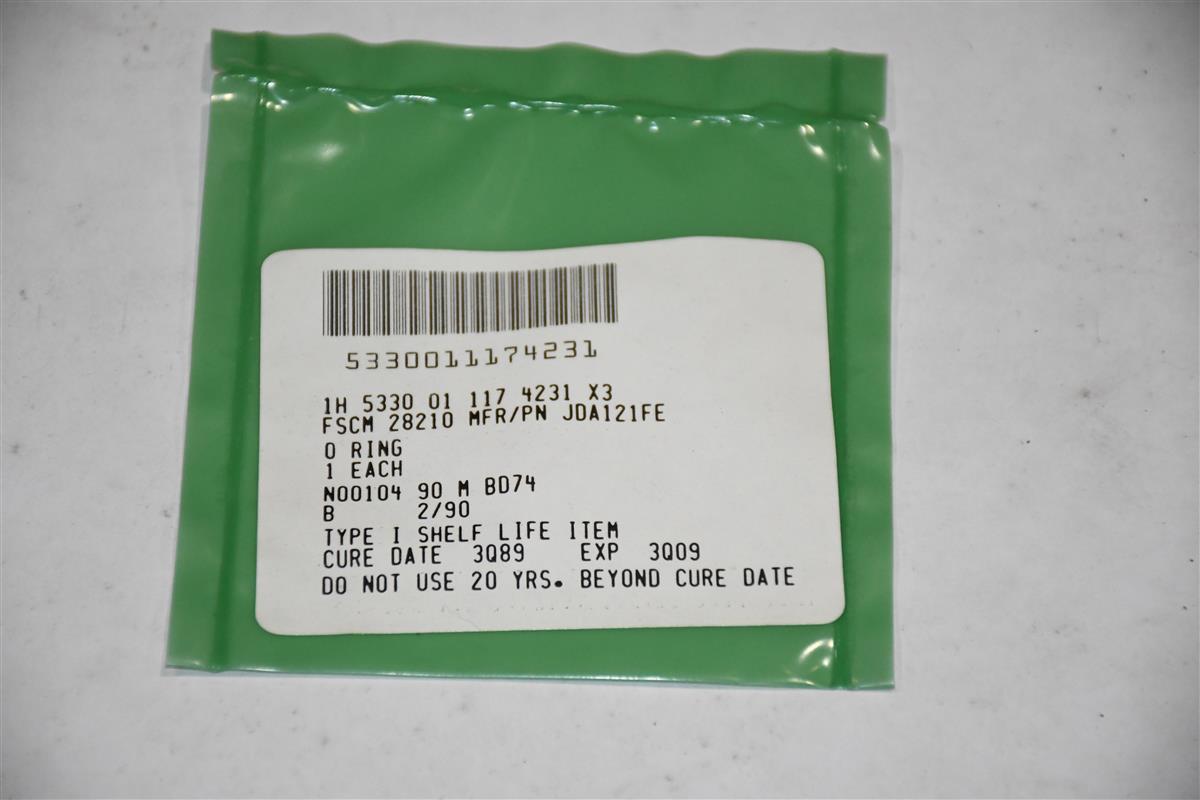 5330011174231
1H 5330 01 117 4231 X3
FSCM 28210 MFR/PN JDA121FE
O RING
1 EACH
N00104 90 M BD74
B 2/90
TYPE I SHELF LIFE ITEM
CURE DATE 3Q89 EXP 3Q09
DO NOT USE 20 YRS. BEYOND CURE DATE